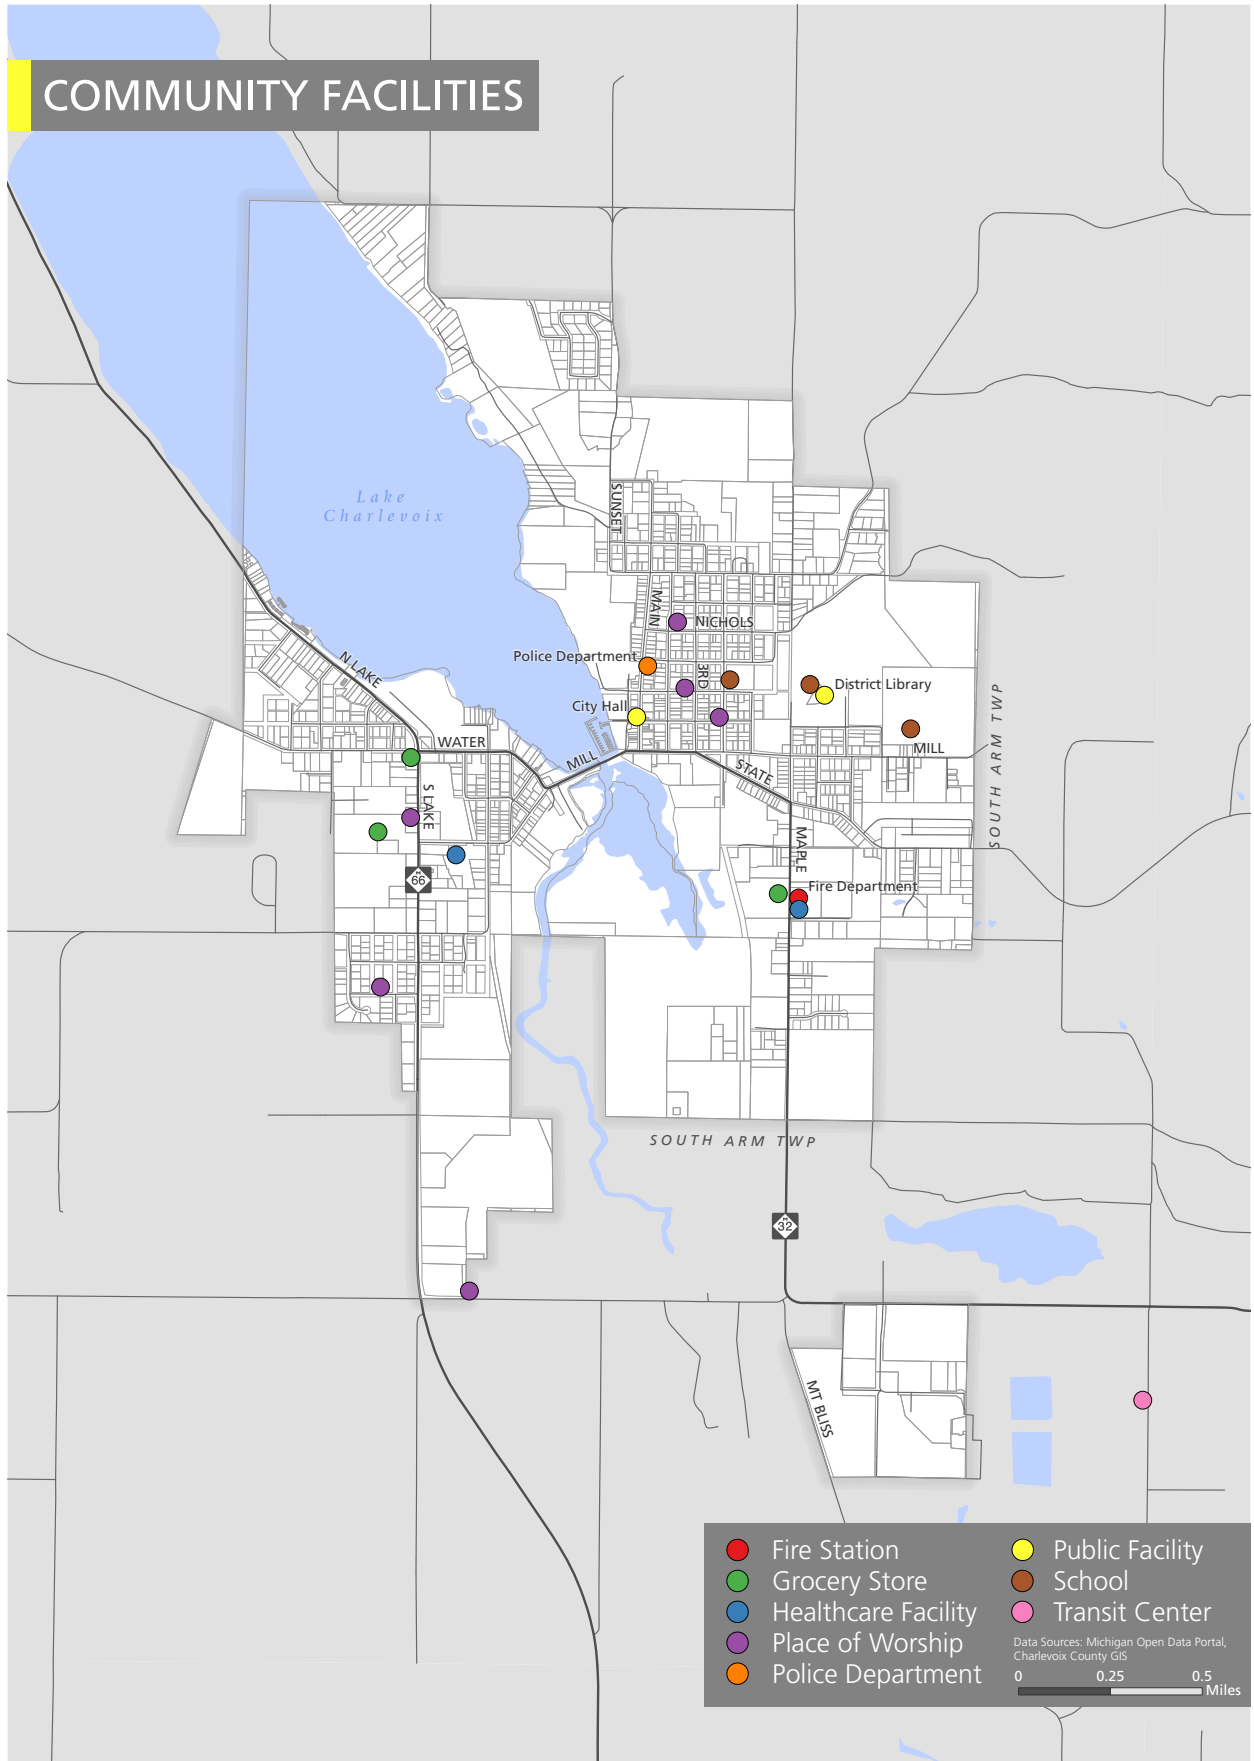 COMMUNITY FACILITIES
Lake
Charlevoix
SUNSET
MAIN
NICHOLS
Police Department
3RD
District Library
City Hall
N LAKE
WATER
MILL
MILL
STATE
SOUTH ARM TWP
S LAKE
MAPLE
M
66
Fire Department
SOUTH ARM TWP
M
32
MT BLISS
Fire Station
Grocery Store
Healthcare Facility
Place of Worship
Police Department
Public Facility
School
Transit Center
Data Sources: Michigan Open Data Portal,
Charlevoix County GIS
0 0.25 0.5
Miles